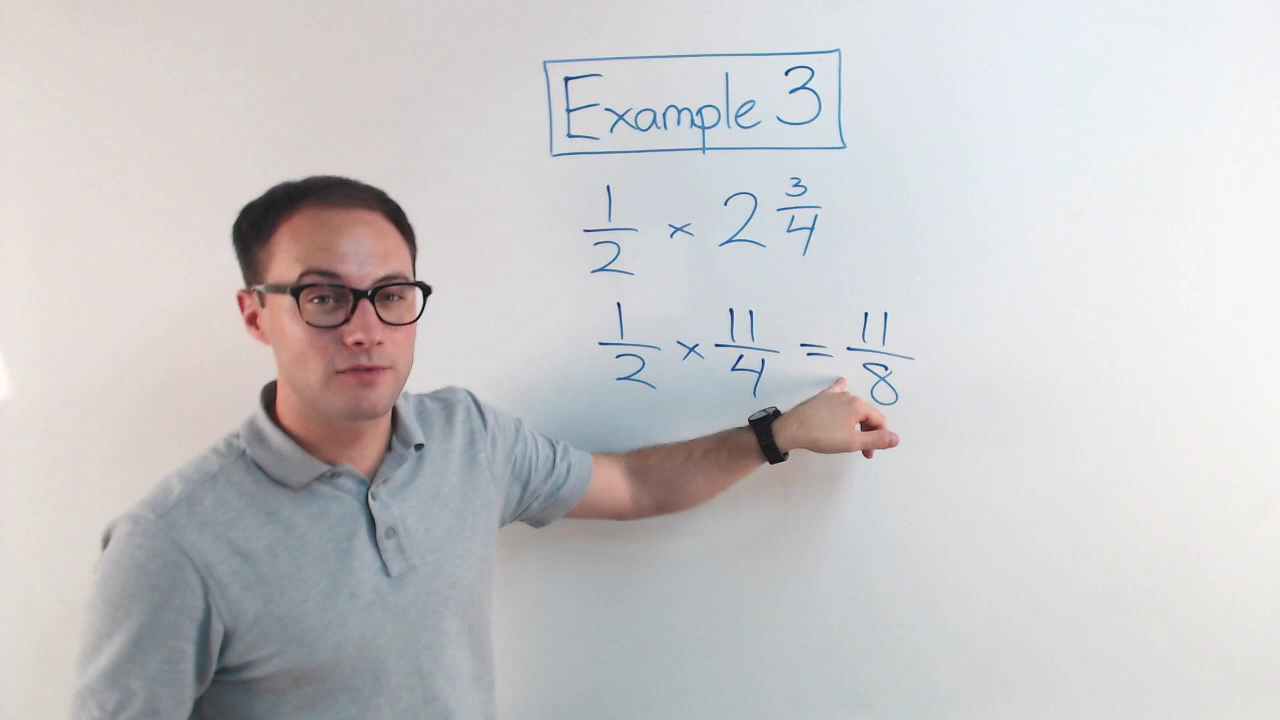 Example 3
1/2 × 2 3/4
1/2 × 11/4 = 11/8